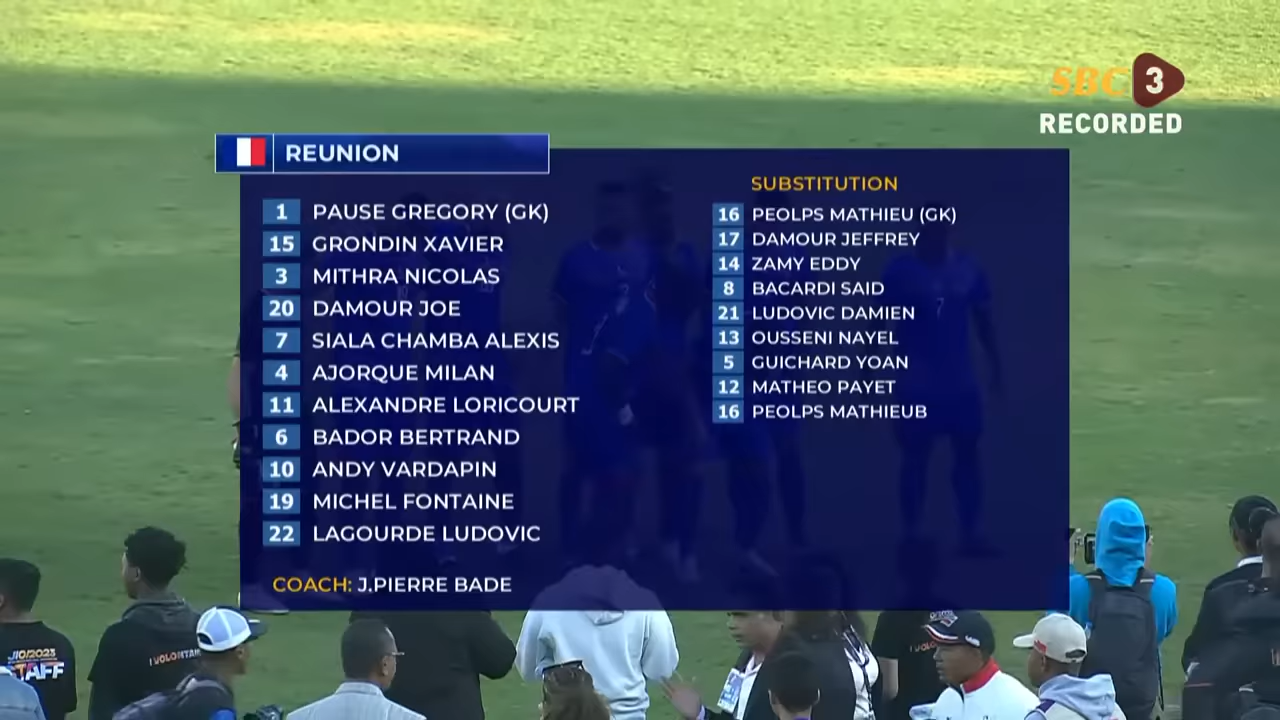 SBC 3
RECORDED
REUNION
1 PAUSE GREGORY (GK)
15 GRONDIN XAVIER
3 MITHRA NICOLAS
20 DAMOUR JOE
7 SIALA CHAMBA ALEXIS
4 AJORQUE MILAN
11 ALEXANDRE LORICOURT
6 BADOR BERTRAND
10 ANDY VARDAPIN
19 MICHEL FONTAINE
22 LAGOURDE LUDOVIC
COACH: J.PIERRE BADE
SUBSTITUTION
16 PEOLPS MATHIEU (GK)
17 DAMOUR JEFFREY
14 ZAMY EDDY
8 BACARDI SAID
21 LUDOVIC DAMIEN
13 OUSSENI NAYEL
5 GUICHARD YOAN
12 MATHEO PAYET
16 PEOLPS MATHIEUB
7
JIO2023
STAFF